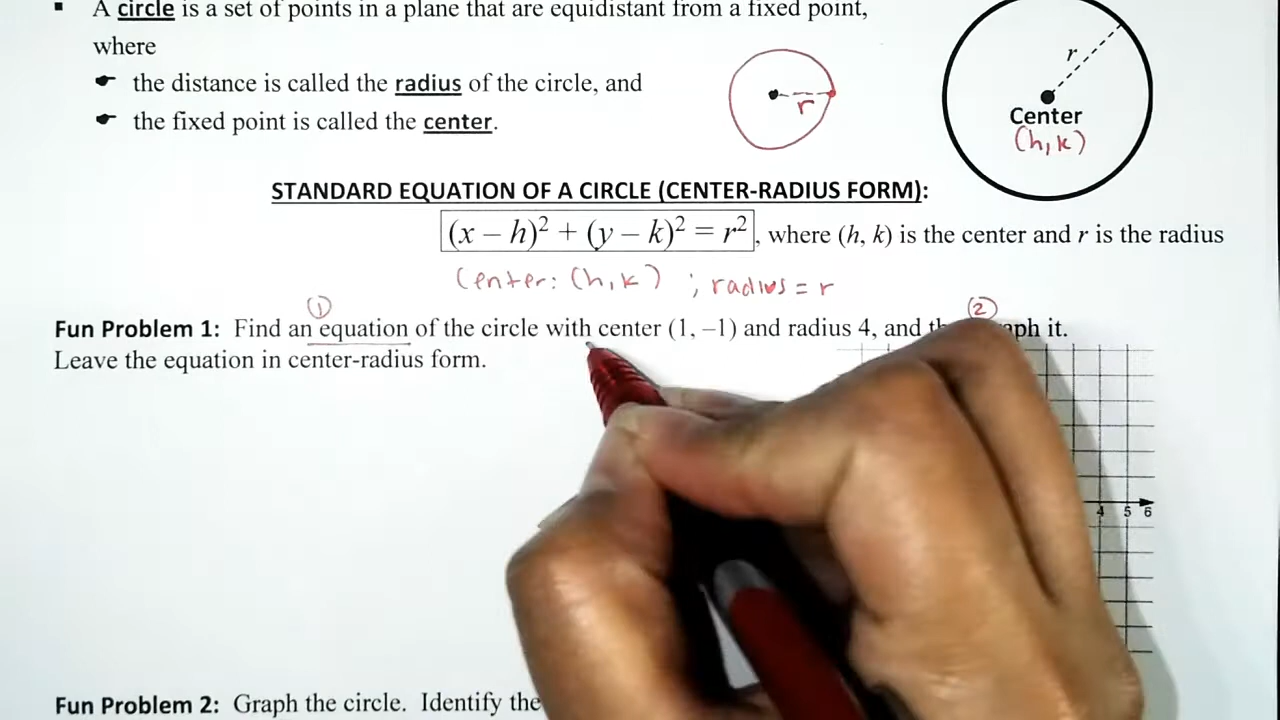 ▪ A circle is a set of points in a plane that are equidistant from a fixed point,
where
☛ the distance is called the radius of the circle, and
☛ the fixed point is called the center.
r
r
Center
(h, k)
STANDARD EQUATION OF A CIRCLE (CENTER-RADIUS FORM):
(x – h)² + (y – k)² = r², where (h, k) is the center and r is the radius
Center: (h, k) ; radius = r
① ②
Fun Problem 1: Find an equation of the circle with center (1, –1) and radius 4, and it.
Leave the equation in center-radius form.
4 5 6
Fun Problem 2: Graph the circle. Identify the